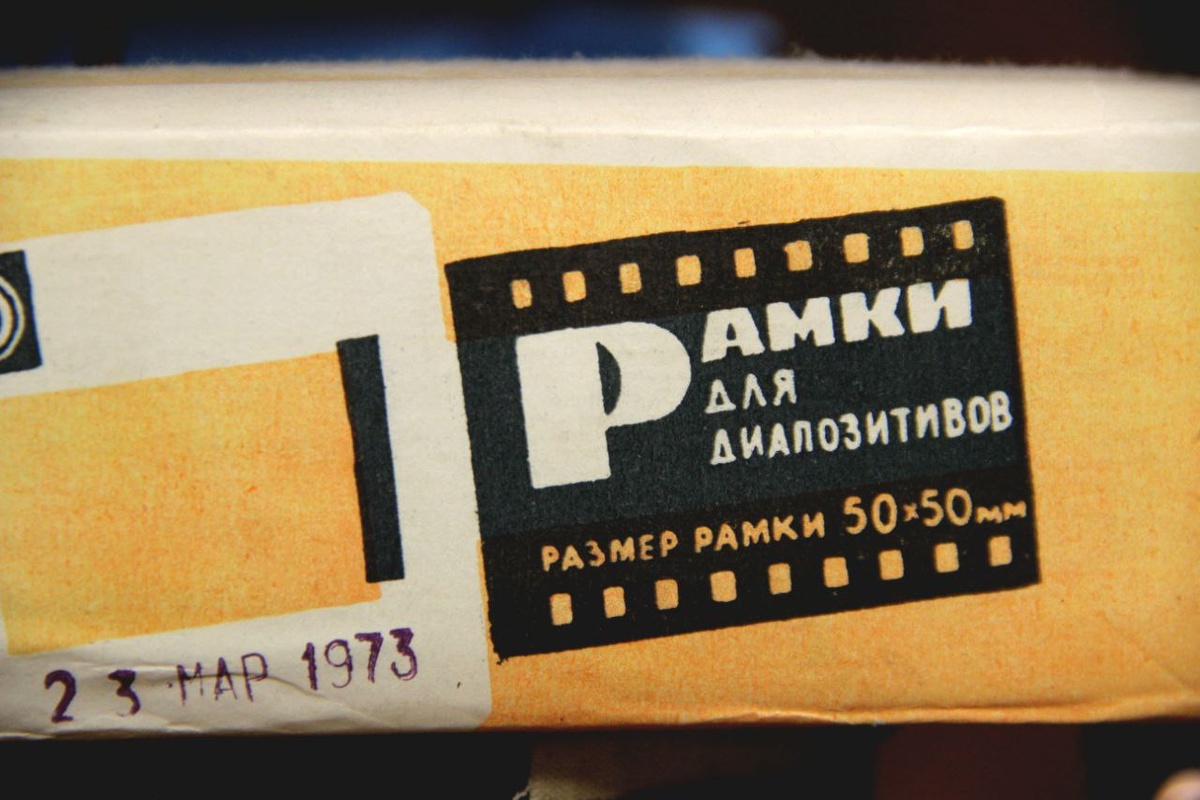 Рамки
для
диапозитивов
размер рамки 50×50мм
23 МАР 1973